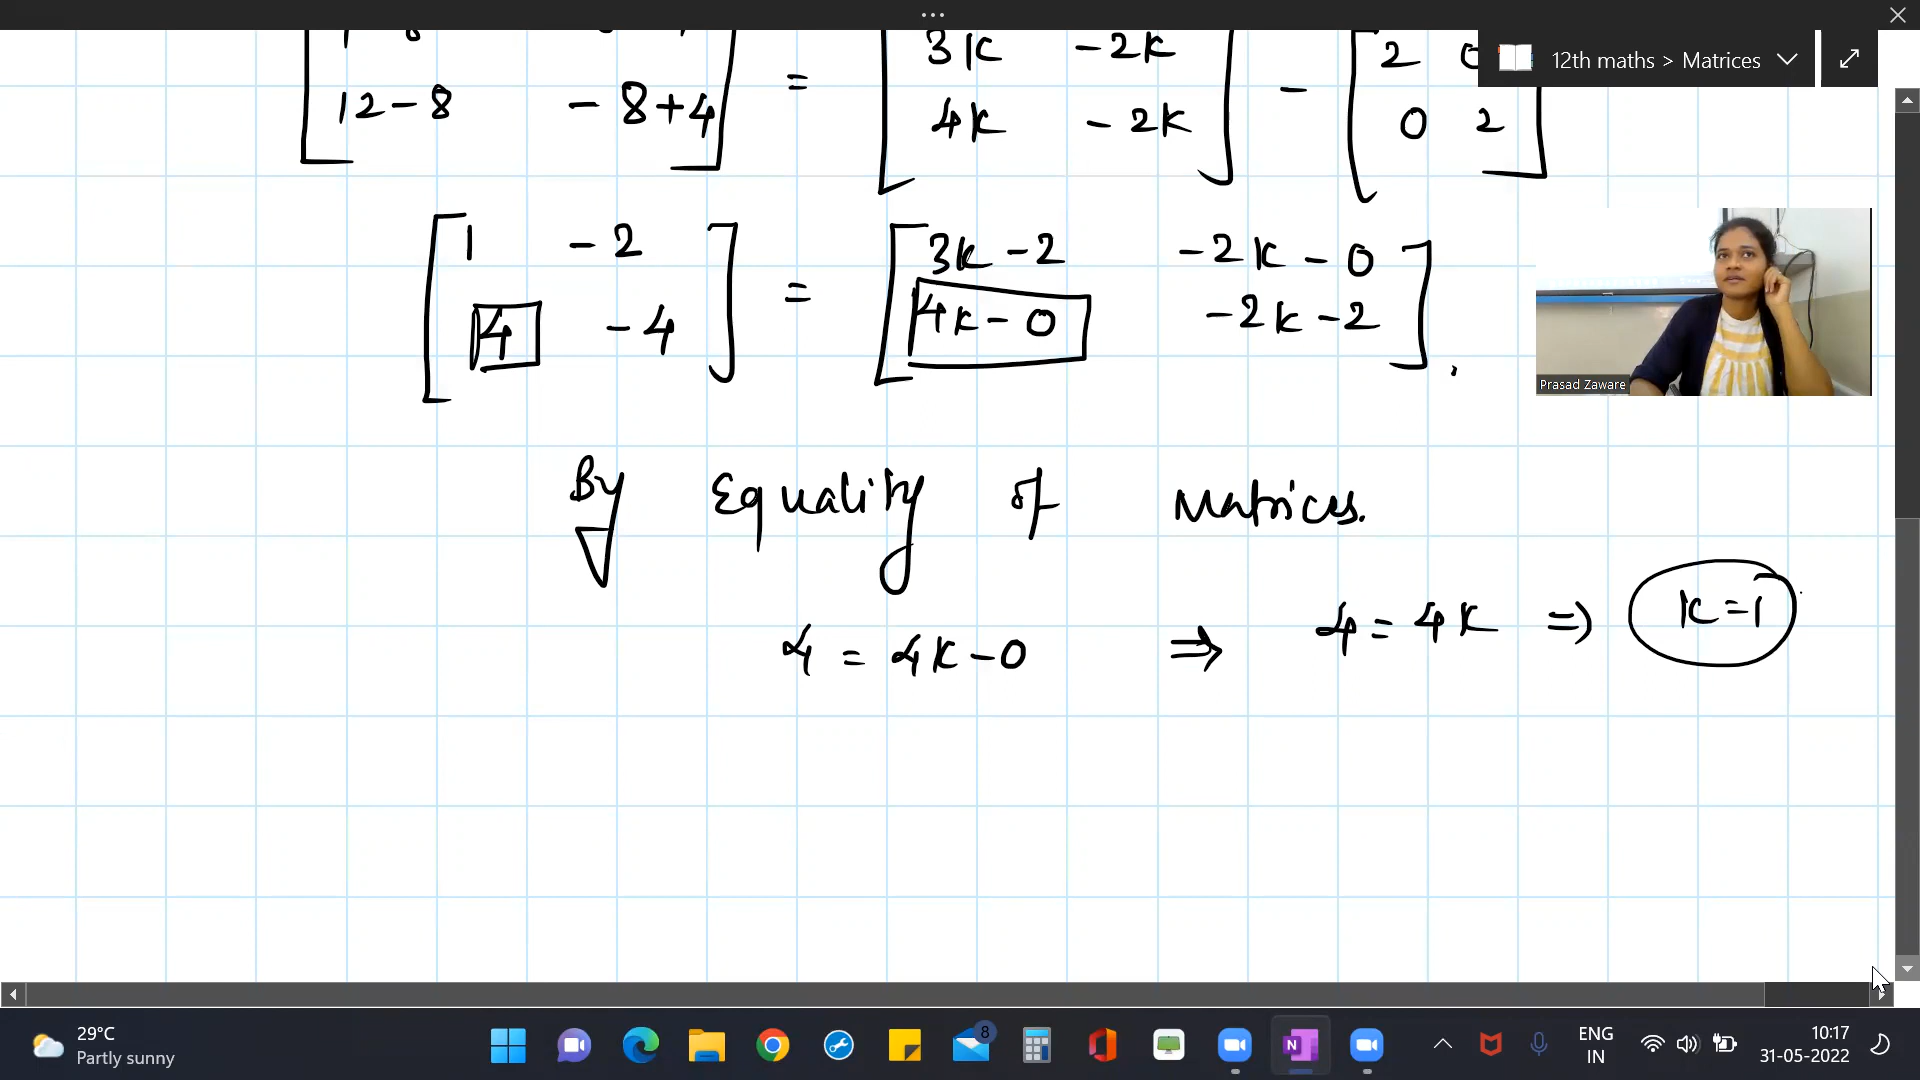 ...
12th maths > Matrices
3k -2k
2
12-8 -8+4 = 4k -2k - 0 2
1 -2 3k-2 -2k-0
=
4 -4 4k-0 -2k-2
Prasad Zaware
By Equality of Matrices.
4 = 4k-0 ⇒ 4 = 4k ⇒ k=1
29°C
Partly sunny
8
ENG
IN
10:17
31-05-2022